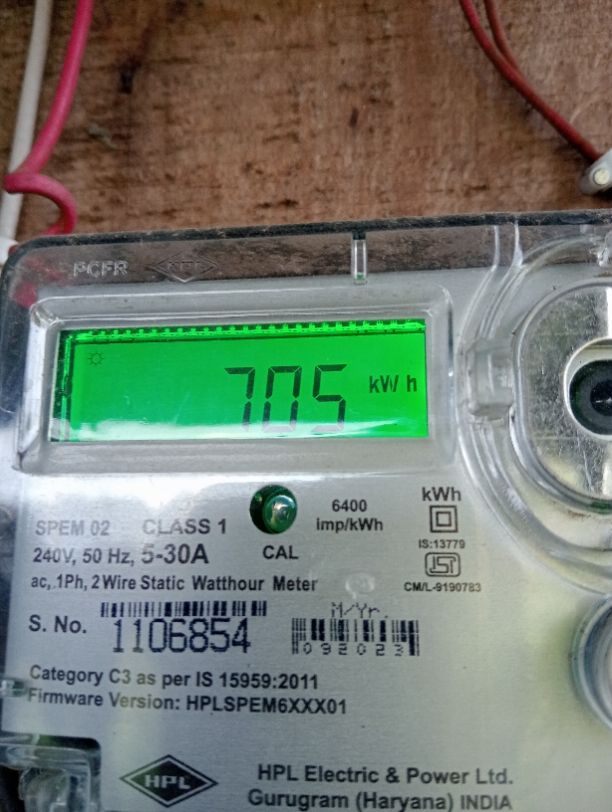 PCFR HPL
705 kWh
SPEM 02 CLASS 1
6400
imp/kWh
kWh
240V, 50 Hz, 5-30A
CAL
IS:13779
ISI
ac, 1Ph, 2 Wire Static Watthour Meter
CM/L-9190783
S. No. 1106854
M/Yr.
092023
Category C3 as per IS 15959:2011
Firmware Version: HPLSPEM6XXX01
HPL
HPL Electric & Power Ltd.
Gurugram (Haryana) INDIA